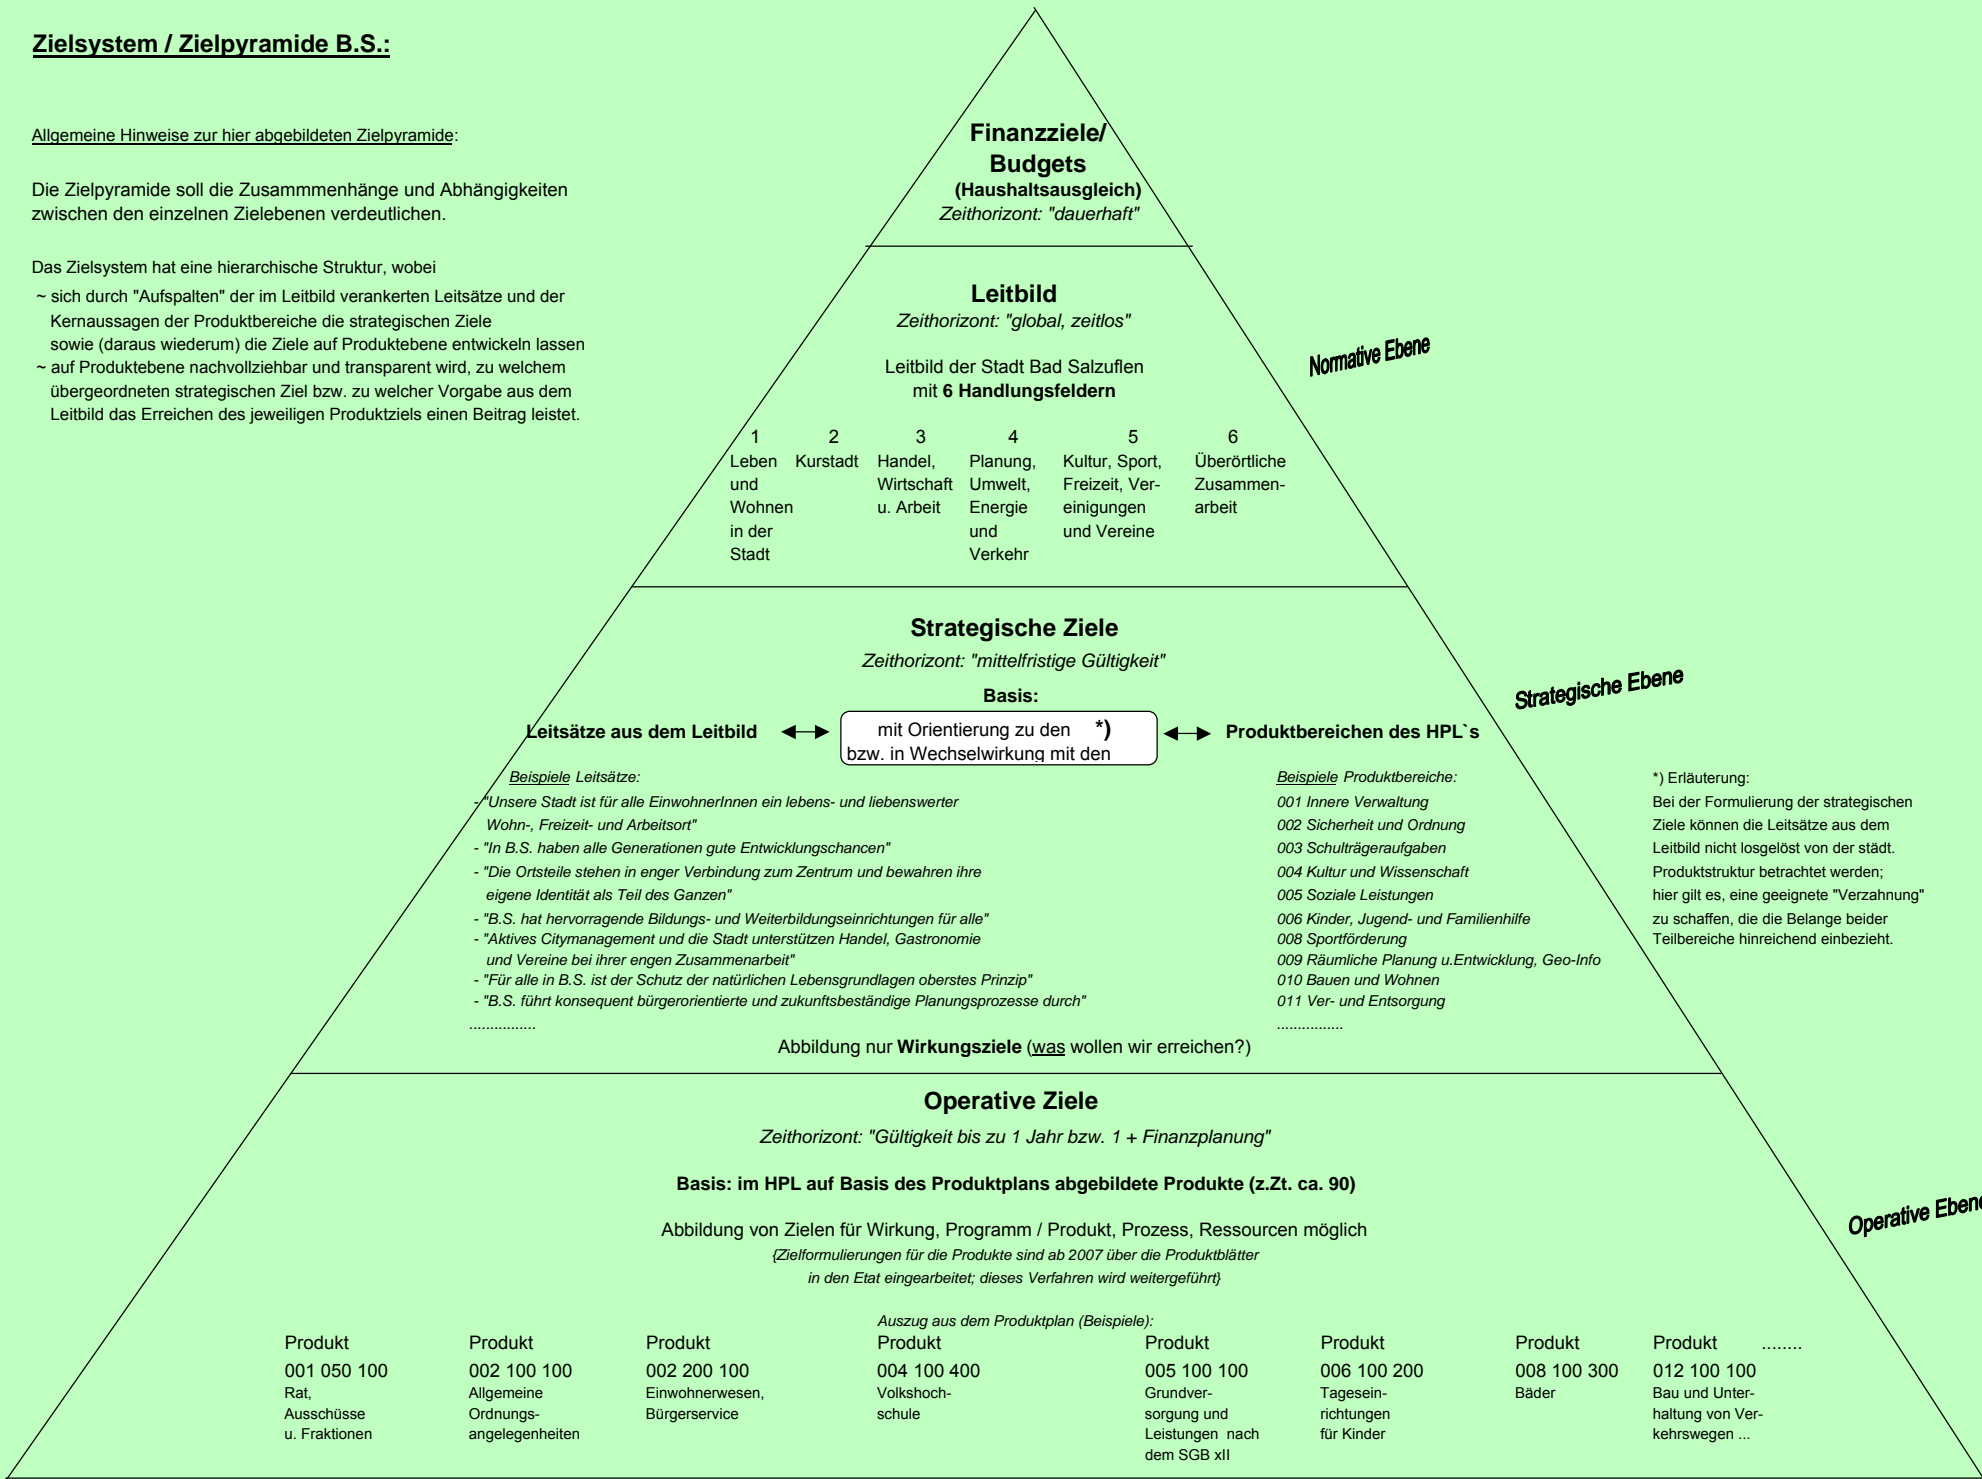 Zielsystem / Zielpyramide B.S.:
Allgemeine Hinweise zur hier abgebildeten Zielpyramide:
Die Zielpyramide soll die Zusammmenhänge und Abhängigkeiten
zwischen den einzelnen Zielebenen verdeutlichen.
Das Zielsystem hat eine hierarchische Struktur, wobei
~ sich durch "Aufspalten" der im Leitbild verankerten Leitsätze und der
Kernaussagen der Produktbereiche die strategischen Ziele
sowie (daraus wiederum) die Ziele auf Produktebene entwickeln lassen
~ auf Produktebene nachvollziehbar und transparent wird, zu welchem
übergeordneten strategischen Ziel bzw. zu welcher Vorgabe aus dem
Leitbild das Erreichen des jeweiligen Produktziels einen Beitrag leistet.
Finanzziele/
Budgets
(Haushaltsausgleich)
Zeithorizont: "dauerhaft"
Leitbild
Zeithorizont: "global, zeitlos"
Leitbild der Stadt Bad Salzuflen
mit 6 Handlungsfeldern
Normative Ebene
1
Leben
und
Wohnen
in der
Stadt
2
Kurstadt
3
Handel,
Wirtschaft
u. Arbeit
4
Planung,
Umwelt,
Energie
und
Verkehr
5
Kultur, Sport,
Freizeit, Ver-
einigungen
und Vereine
6
Überörtliche
Zusammen-
arbeit
Strategische Ziele
Zeithorizont: "mittelfristige Gültigkeit"
Strategische Ebene
Basis:
Leitsätze aus dem Leitbild
mit Orientierung zu den *)
bzw. in Wechselwirkung mit den
Produktbereichen des HPL`s
Beispiele Leitsätze:
- "Unsere Stadt ist für alle EinwohnerInnen ein lebens- und liebenswerter
Wohn-, Freizeit- und Arbeitsort"
- "In B.S. haben alle Generationen gute Entwicklungschancen"
- "Die Ortsteile stehen in enger Verbindung zum Zentrum und bewahren ihre
eigene Identität als Teil des Ganzen"
- "B.S. hat hervorragende Bildungs- und Weiterbildungseinrichtungen für alle"
- "Aktives Citymanagement und die Stadt unterstützen Handel, Gastronomie
und Vereine bei ihrer engen Zusammenarbeit"
- "Für alle in B.S. ist der Schutz der natürlichen Lebensgrundlagen oberstes Prinzip"
- "B.S. führt konsequent bürgerorientierte und zukunftsbeständige Planungsprozesse durch"
................
Beispiele Produktbereiche:
001 Innere Verwaltung
002 Sicherheit und Ordnung
003 Schulträgeraufgaben
004 Kultur und Wissenschaft
005 Soziale Leistungen
006 Kinder, Jugend- und Familienhilfe
008 Sportförderung
009 Räumliche Planung u.Entwicklung, Geo-Info
010 Bauen und Wohnen
011 Ver- und Entsorgung
................
*) Erläuterung:
Bei der Formulierung der strategischen
Ziele können die Leitsätze aus dem
Leitbild nicht losgelöst von der städt.
Produktstruktur betrachtet werden;
hier gilt es, eine geeignete "Verzahnung"
zu schaffen, die die Belange beider
Teilbereiche hinreichend einbezieht.
Abbildung nur Wirkungsziele (was wollen wir erreichen?)
Operative Ziele
Zeithorizont: "Gültigkeit bis zu 1 Jahr bzw. 1 + Finanzplanung"
Basis: im HPL auf Basis des Produktplans abgebildete Produkte (z.Zt. ca. 90)
Operative Ebene
Abbildung von Zielen für Wirkung, Programm / Produkt, Prozess, Ressourcen möglich
{Zielformulierungen für die Produkte sind ab 2007 über die Produktblätter
in den Etat eingearbeitet; dieses Verfahren wird weitergeführt}
Auszug aus dem Produktplan (Beispiele):
Produkt
001 050 100
Rat,
Ausschüsse
u. Fraktionen
Produkt
002 100 100
Allgemeine
Ordnungs-
angelegenheiten
Produkt
002 200 100
Einwohnerwesen,
Bürgerservice
Produkt
004 100 400
Volkshoch-
schule
Produkt
005 100 100
Grundver-
sorgung und
Leistungen nach
dem SGB xII
Produkt
006 100 200
Tagesein-
richtungen
für Kinder
Produkt
008 100 300
Bäder
Produkt ........
012 100 100
Bau und Unter-
haltung von Ver-
kehrswegen ...